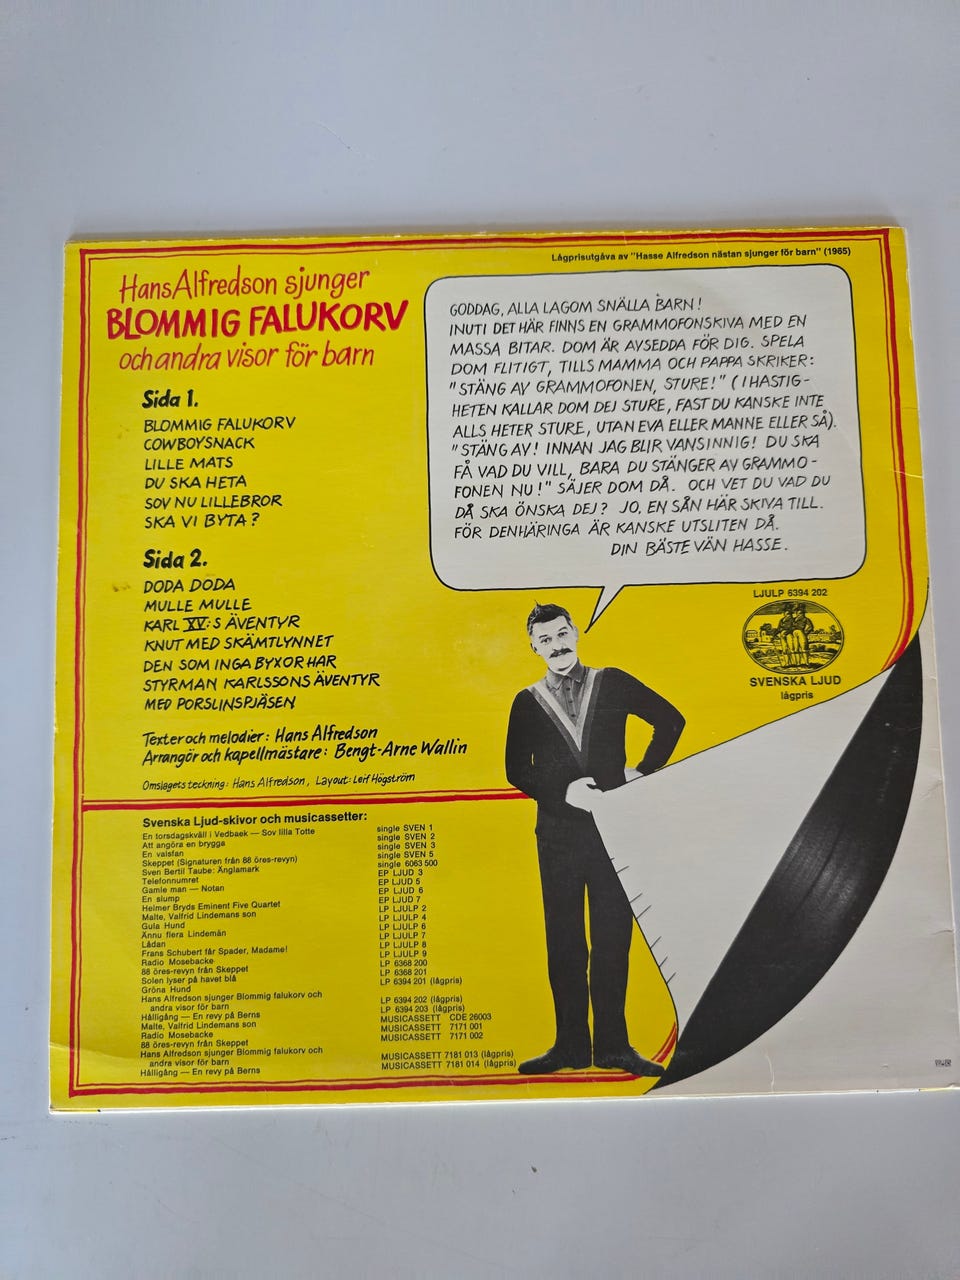 Lågprisutgåva av "Hasse Alfredson nästan sjunger för barn" (1965)
Hans Alfredson sjunger
BLOMMIG FALUKORV
och andra visor för barn
Sida 1.
BLOMMIG FALUKORV
COWBOYSNACK
LILLE MATS
DU SKA HETA
SOV NU LILLEBROR
SKA VI BYTA?
Sida 2.
DODA DODA
MULLE MULLE
KARL XV:S ÄVENTYR
KNUT MED SKÄMTLYNNET
DEN SOM INGA BYXOR HAR
STYRMAN KARLSSONS ÄVENTYR
MED PORSLINSPJÄSEN
Texter och melodier: Hans Alfredson
Arrangör och kapellmästare: Bengt-Arne Wallin
Omslagets teckning: Hans Alfredson, Layout: Leif Högström
GODDAG, ALLA LAGOM SNÄLLA BARN!
INUTI DET HÄR FINNS EN GRAMMOFONSKIVA MED EN
MASSA BITAR. DOM ÄR AVSEDDA FÖR DIG. SPELA
DOM FLITIGT, TILLS MAMMA OCH PAPPA SKRIKER:
"STÄNG AV GRAMMOFONEN, STURE!" (I HASTIG-
HETEN KALLAR DOM DEJ STURE, FAST DU KANSKE INTE
ALLS HETER STURE, UTAN EVA ELLER MANNE ELLER SÅ).
"STÄNG AV! INNAN JAG BLIR VANSINNIG! DU SKA
FÅ VAD DU VILL, BARA DU STÄNGER AV GRAMMO-
FONEN NU!" SÄJER DOM DÅ. OCH VET DU VAD DU
DÅ SKA ÖNSKA DEJ? JO, EN SÅN HÄR SKIVA TILL.
FÖR DENHÄRINGA ÄR KANSKE UTSLITEN DÅ.
DIN BÄSTE VÄN HASSE.
LJULP 6394 202
SVENSKA LJUD
lågpris
Svenska Ljud-skivor och musicassetter:
En torsdagskväll i Vedbaek — Sov lilla Totte single SVEN 1
Att angöra en brygga single SVEN 2
En valsfan single SVEN 3
Skeppet (Signaturen från 88 öres-revyn) single SVEN 5
Sven Bertil Taube: Änglamark single 6063 500
Telefonnumret EP LJUD 3
Gamle man — Notan EP LJUD 5
En slump EP LJUD 6
Helmer Bryds Eminent Five Quartet EP LJUD 7
Malte, Valfrid Lindemans son LP LJULP 2
Gula Hund LP LJULP 4
Ännu flera Lindemän LP LJULP 6
Lådan LP LJULP 7
Frans Schubert får Spader, Madame! LP LJULP 8
Radio Mosebacke LP LJULP 9
88 öres-revyn från Skeppet LP 6368 200
Solen lyser på havet blå LP 6368 201
Gröna Hund LP 6394 201 (lågpris)
Hans Alfredson sjunger Blommig falukorv och
andra visor för barn LP 6394 202 (lågpris)
Hålligång — En revy på Berns LP 6394 203 (lågpris)
Malte, Valfrid Lindemans son MUSICASSETT CDE 26003
Radio Mosebacke MUSICASSETT 7171 001
88 öres-revyn från Skeppet MUSICASSETT 7171 002
Hans Alfredson sjunger Blommig falukorv och
andra visor för barn MUSICASSETT 7181 013 (lågpris)
Hålligång — En revy på Berns MUSICASSETT 7181 014 (lågpris)